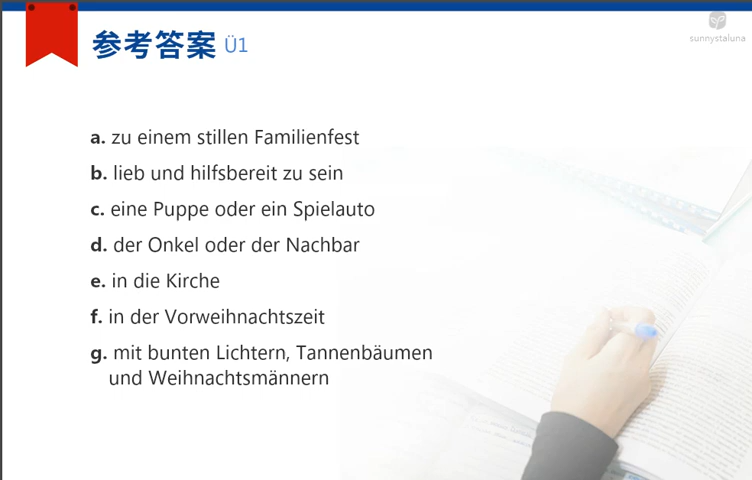 参考答案 Ü1
sunnystaluna
a. zu einem stillen Familienfest
b. lieb und hilfsbereit zu sein
c. eine Puppe oder ein Spielauto
d. der Onkel oder der Nachbar
e. in die Kirche
f. in der Vorweihnachtszeit
g. mit bunten Lichtern, Tannenbäumen
und Weihnachtsmännern